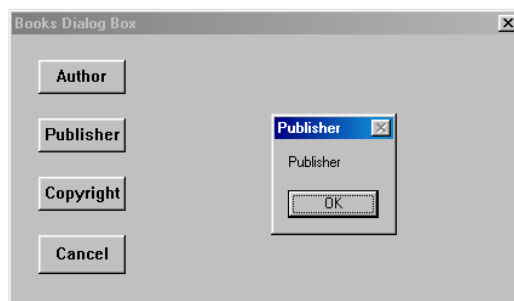 Books Dialog Box
Author
Publisher
Copyright
Cancel
Publisher
Publisher
OK